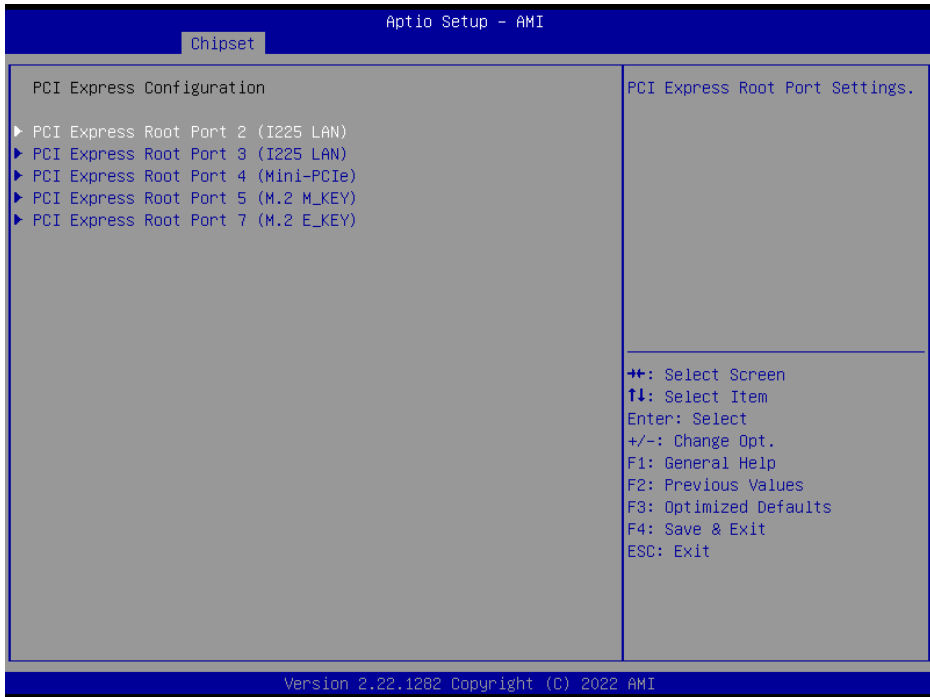 Aptio Setup – AMI
Chipset
PCI Express Configuration
▶ PCI Express Root Port 2 (I225 LAN)
▶ PCI Express Root Port 3 (I225 LAN)
▶ PCI Express Root Port 4 (Mini-PCIe)
▶ PCI Express Root Port 5 (M.2 M_KEY)
▶ PCI Express Root Port 7 (M.2 E_KEY)
PCI Express Root Port Settings.
→←: Select Screen
↑↓: Select Item
Enter: Select
+/-: Change Opt.
F1: General Help
F2: Previous Values
F3: Optimized Defaults
F4: Save & Exit
ESC: Exit
Version 2.22.1282 Copyright (C) 2022 AMI